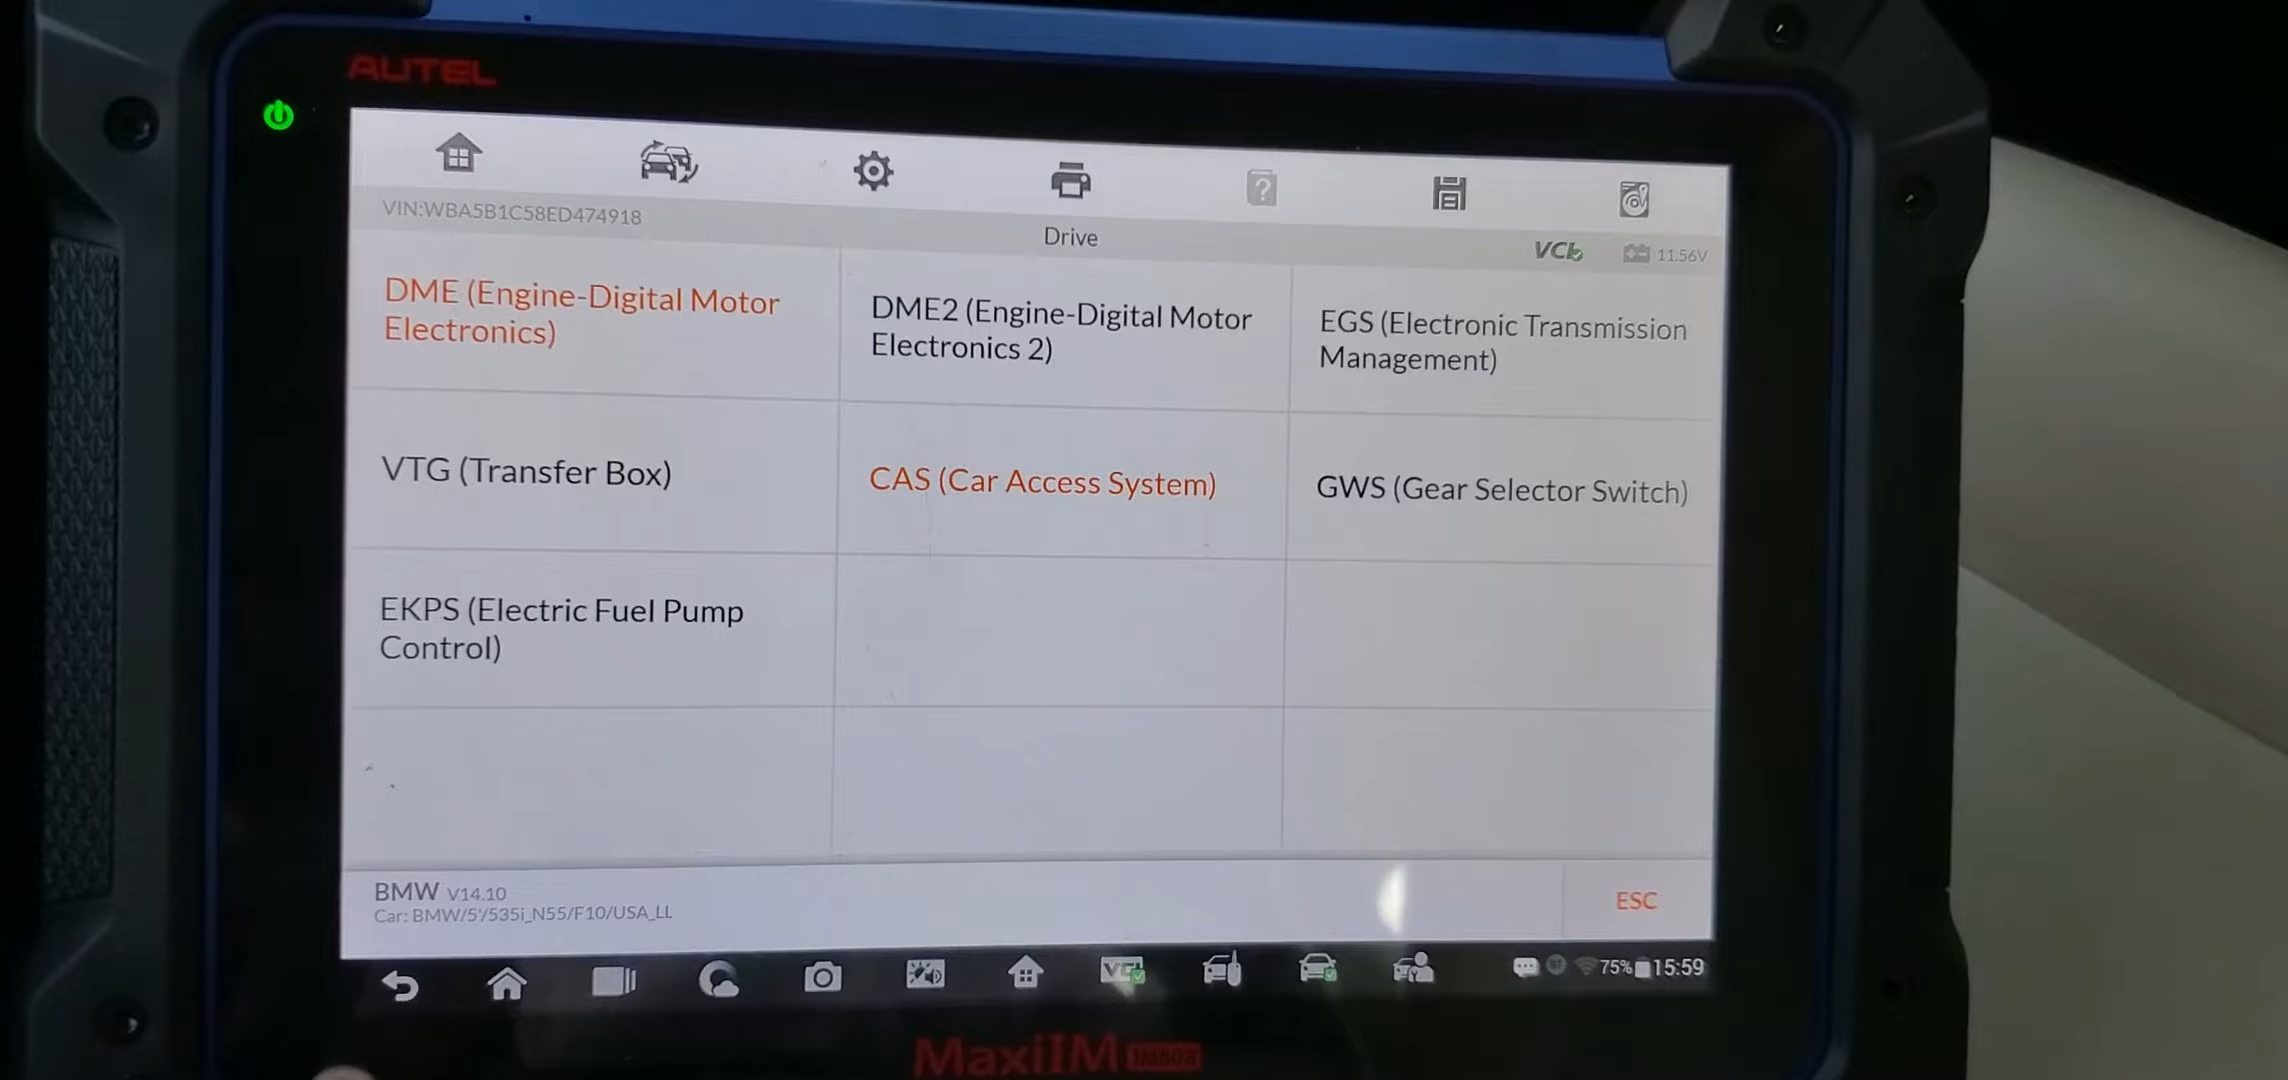 AUTEL
VIN:WBA5B1C58ED474918
Drive
VCI
11.56V
DME (Engine-Digital Motor
Electronics)
DME2 (Engine-Digital Motor
Electronics 2)
EGS (Electronic Transmission
Management)
VTG (Transfer Box)
CAS (Car Access System)
GWS (Gear Selector Switch)
EKPS (Electric Fuel Pump
Control)
BMW V14.10
Car: BMW/5'/535i_N55/F10/USA_LL
ESC
VCI
75%
15:59
MaxiIM IM608